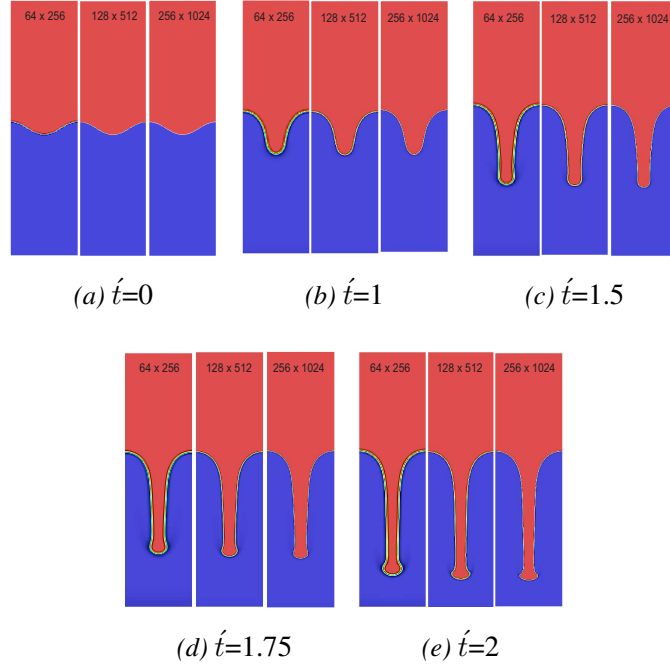 64 x 256 128 x 512 256 x 1024 64 x 256 128 x 512 256 x 1024 64 x 256 128 x 512 256 x 1024
(a) t́=0 (b) t́=1 (c) t́=1.5
64 x 256 128 x 512 256 x 1024 64 x 256 128 x 512 256 x 1024
(d) t́=1.75 (e) t́=2